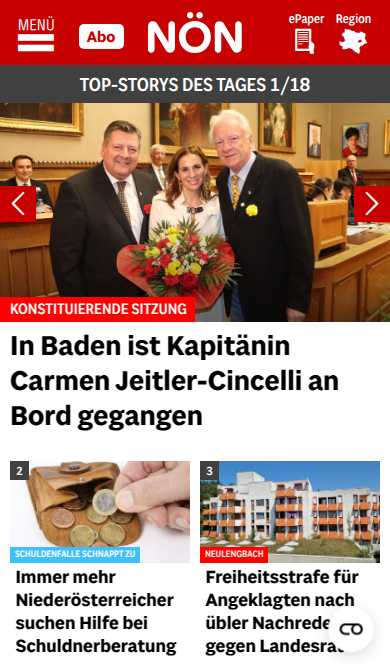 MENÜ
Abo
NÖN
ePaper
Region
TOP-STORYS DES TAGES 1/18
KONSTITUIERENDE SITZUNG
In Baden ist Kapitänin
Carmen Jeitler-Cincelli an
Bord gegangen
2
SCHULDENFALLE SCHNAPPT ZU
Immer mehr
Niederösterreicher
suchen Hilfe bei
Schuldnerberatung
3
NEULENGBACH
Freiheitsstrafe für
Angeklagten nach
übler Nachrede
gegen